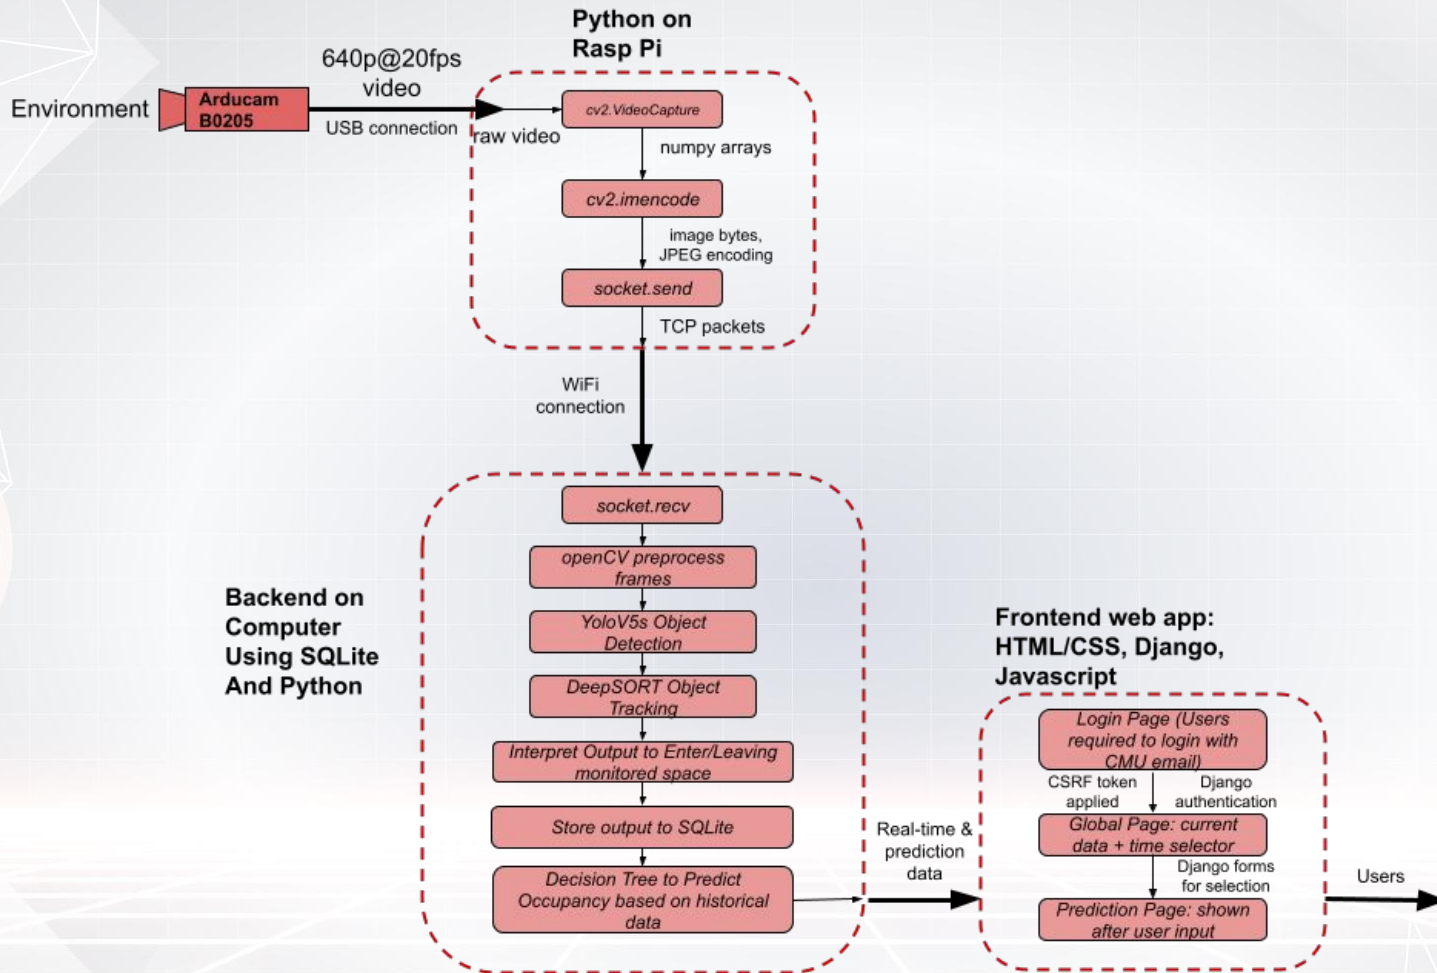 Python on
Rasp Pi
640p@20fps
video
Environment
Arducam
B0205
USB connection
raw video
cv2.VideoCapture
numpy arrays
cv2.imencode
image bytes,
JPEG encoding
socket.send
TCP packets
WiFi
connection
socket.recv
openCV preprocess
frames
YoloV5s Object
Detection
DeepSORT Object
Tracking
Interpret Output to Enter/Leaving
monitored space
Store output to SQLite
Decision Tree to Predict
Occupancy based on historical
data
Backend on
Computer
Using SQLite
And Python
Real-time &
prediction
data
Frontend web app:
HTML/CSS, Django,
Javascript
Login Page (Users
required to login with
CMU email)
CSRF token
applied
Django
authentication
Global Page: current
data + time selector
Django forms
for selection
Prediction Page: shown
after user input
Users